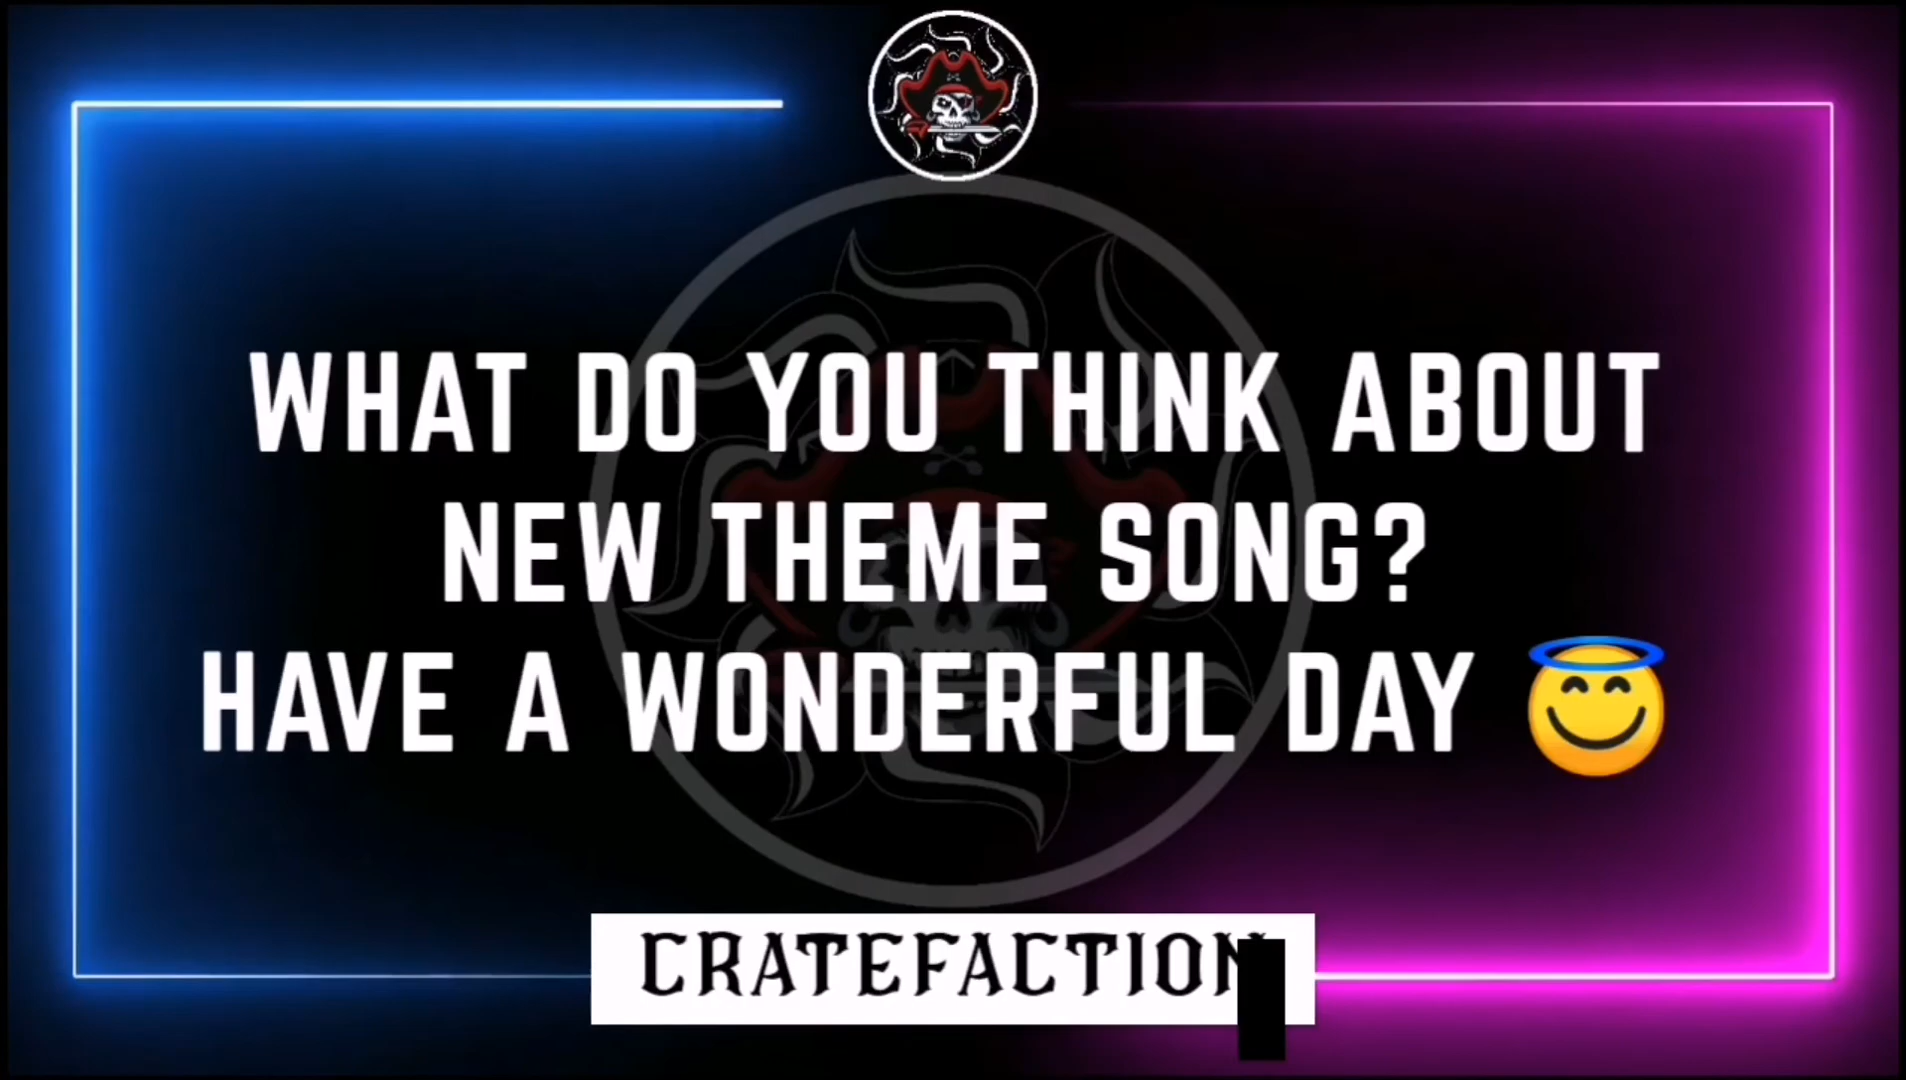 WHAT DO YOU THINK ABOUT
NEW THEME SONG?
HAVE A WONDERFUL DAY 😇
CRATEFACTION